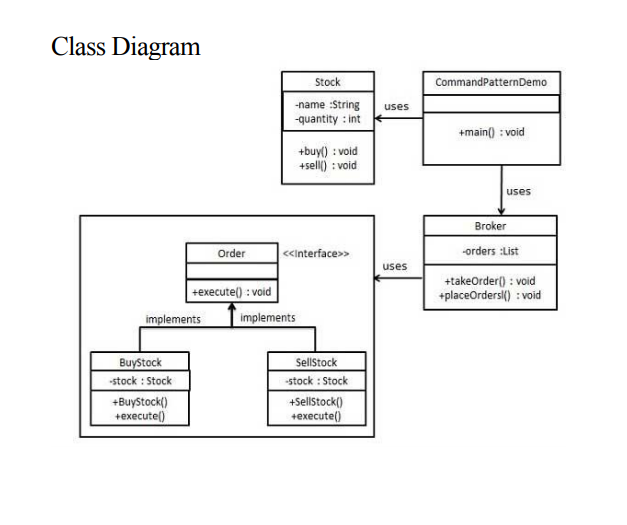 Class Diagram
Stock
-name :String
-quantity : int
+buy() : void
+sell() : void
uses
CommandPatternDemo
+main() : void
uses
Broker
-orders :List
+takeOrder() : void
+placeOrdersl() : void
uses
Order
<<Interface>>
+execute() : void
implements
implements
BuyStock
-stock : Stock
+BuyStock()
+execute()
SellStock
-stock : Stock
+SellStock()
+execute()